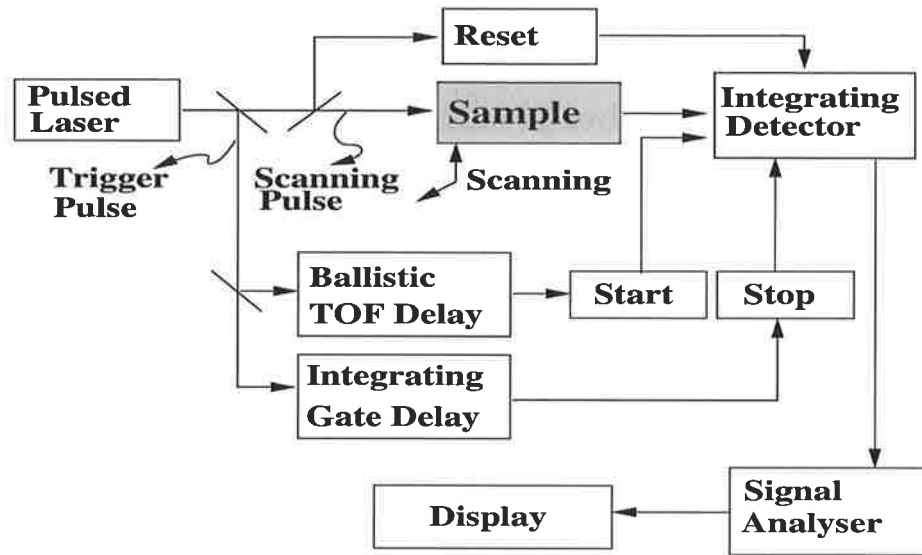 Reset
Pulsed
Laser
Sample
Integrating
Detector
Trigger
Pulse
Scanning
Pulse
Scanning
Ballistic
TOF Delay
Start
Stop
Integrating
Gate Delay
Signal
Analyser
Display